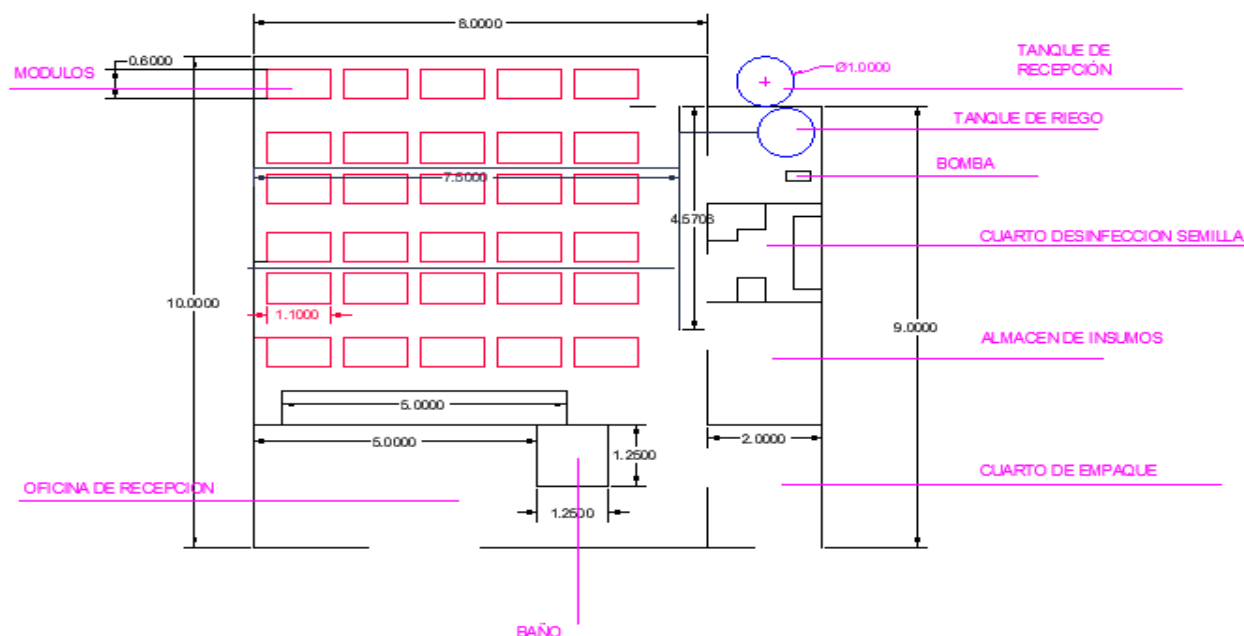 8.0000
0.6000
MODULOS
TANQUE DE
RECEPCIÓN
Ø1.0000
TANQUE DE RIEGO
BOMBA
7.5000
4.5706
CUARTO DESINFECCION SEMILLA
10.0000
1.1000
9.0000
ALMACEN DE INSUMOS
5.0000
5.0000
2.0000
1.2500
CUARTO DE EMPAQUE
OFICINA DE RECEPCION
1.2500
BAÑO